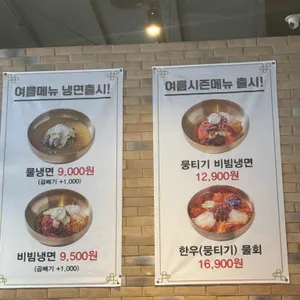 여름메뉴 냉면출시!
물냉면 9,000원
(곱빼기 +1,000)
비빔냉면 9,500원
(곱빼기 +1,000)
여름시즌메뉴 출시!
뭉티기 비빔냉면
12,900원
한우(뭉티기) 물회
16,900원